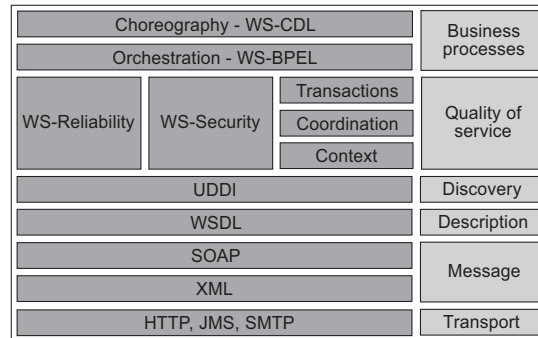 Choreography - WS-CDL
Orchestration - WS-BPEL
Business
processes
WS-Reliability
WS-Security
Transactions
Coordination
Context
Quality of
service
UDDI
Discovery
WSDL
Description
SOAP
XML
Message
HTTP, JMS, SMTP
Transport